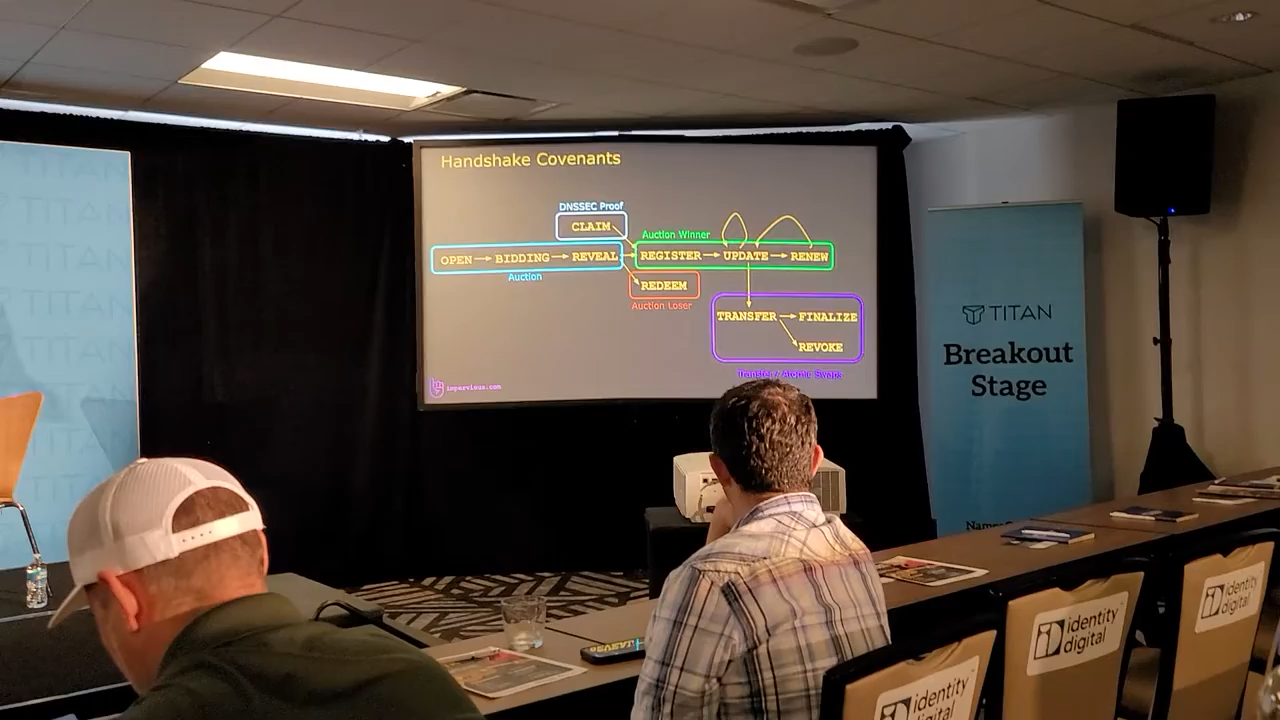 Handshake Covenants
DNSSEC Proof
CLAIM
Auction Winner
OPEN BIDDING REVEAL REGISTER UPDATE RENEW
Auction
REDEEM
Auction Loser
TRANSFER FINALIZE
REVOKE
Transfer / Atomic Swaps
impervious.com
TITAN
Breakout
Stage
identity
digital
identity
digital
identity
digital